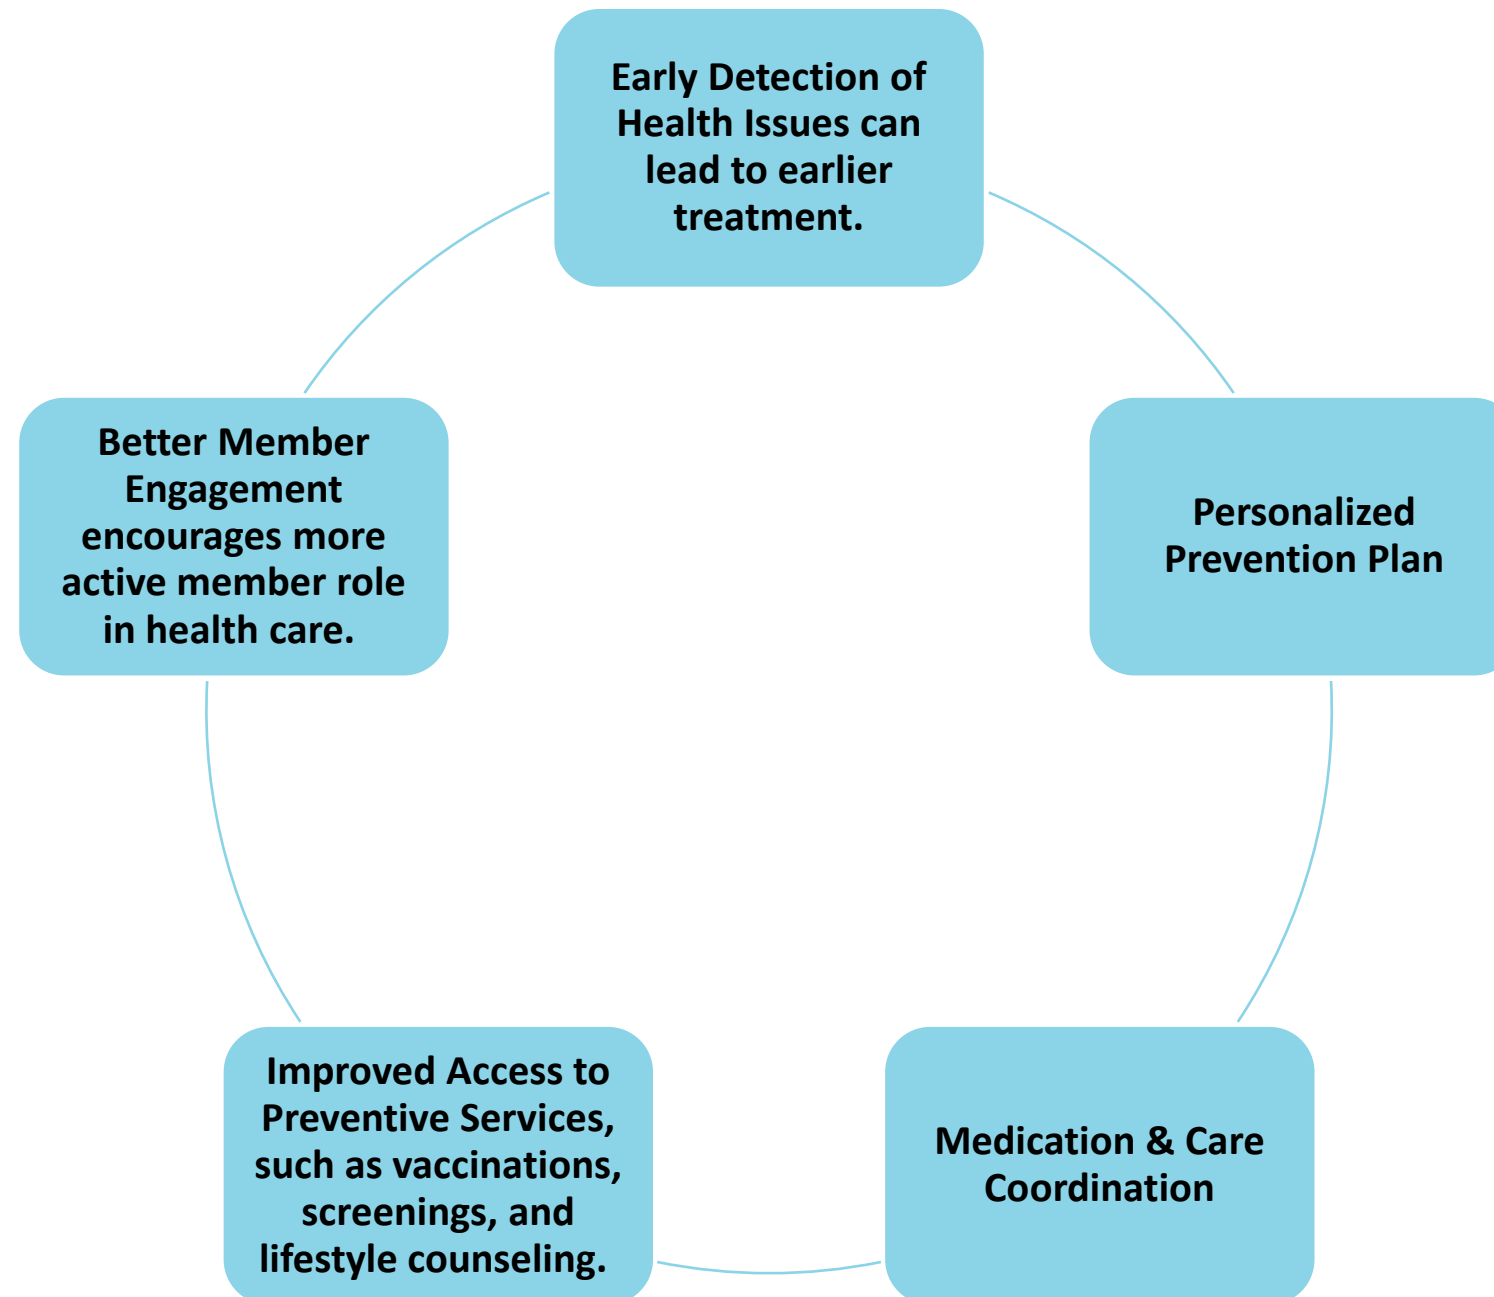 Early Detection of
Health Issues can
lead to earlier
treatment.
Personalized
Prevention Plan
Medication & Care
Coordination
Improved Access to
Preventive Services,
such as vaccinations,
screenings, and
lifestyle counseling.
Better Member
Engagement
encourages more
active member role
in health care.